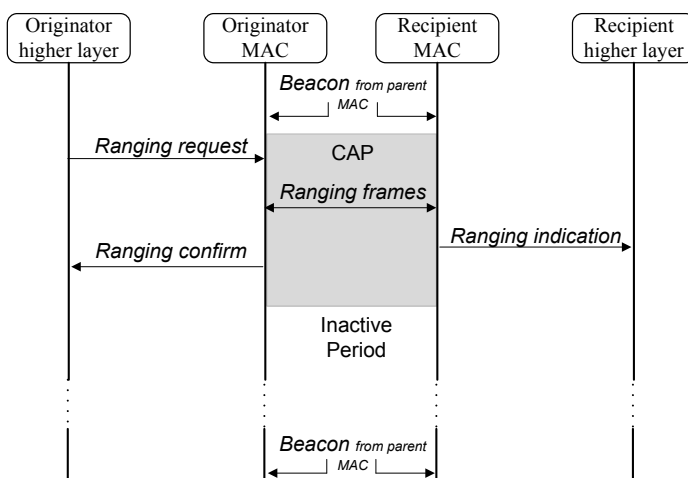 Originator
higher layer
Originator
MAC
Recipient
MAC
Recipient
higher layer
Beacon from parent
MAC
Ranging request
CAP
Ranging frames
Ranging indication
Ranging confirm
Inactive
Period
Beacon from parent
MAC